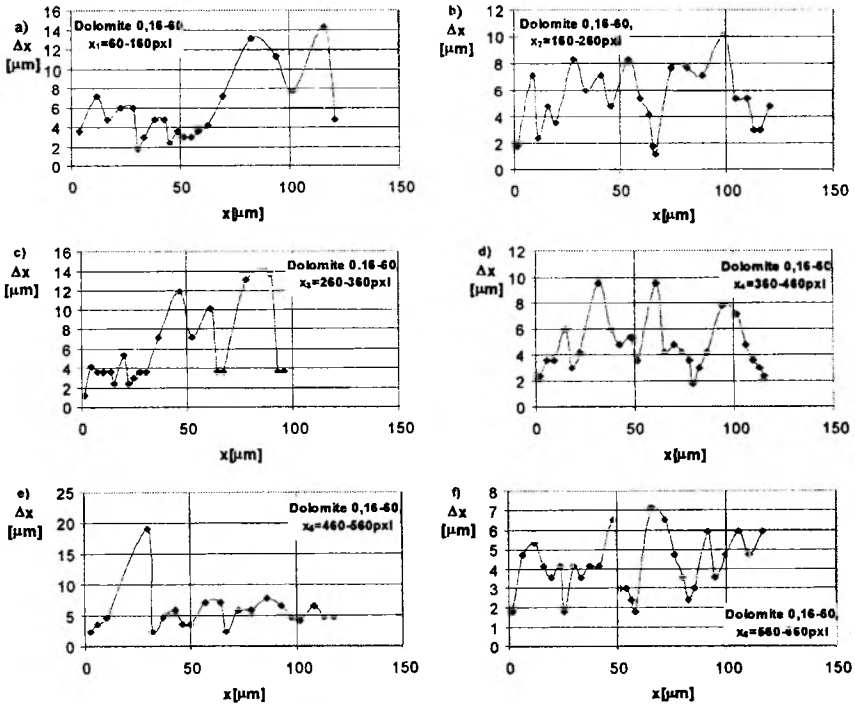 a)
Δx
[µm]
Dolomite 0,16-60,
x₁=60-160pxl
16
14
12
10
8
6
4
2
0
0 50 100 150
x[µm]
b)
Δx
[µm]
Dolomite 0,16-60,
x₂=160-260pxl
12
10
8
6
4
2
0
0 50 100 150
x[µm]
c)
Δx
[µm]
Dolomite 0.16-60,
x₃=260-360pxl
16
14
12
10
8
6
4
2
0
0 50 100 150
x[µm]
d)
Δx
[µm]
Dolomite 0,16-60,
x₄=360-460pxl
12
10
8
6
4
2
0
0 50 100 150
x[µm]
e)
Δx
[µm]
Dolomite 0,16-60,
=460-560pxl
25
20
15
10
5
0
0 50 100 150
x[µm]
f)
Δx
[µm]
Dolomite 0,16-60,
=560-660pxl
8
7
6
5
4
3
2
1
0
0 50 100 150
x[µm]